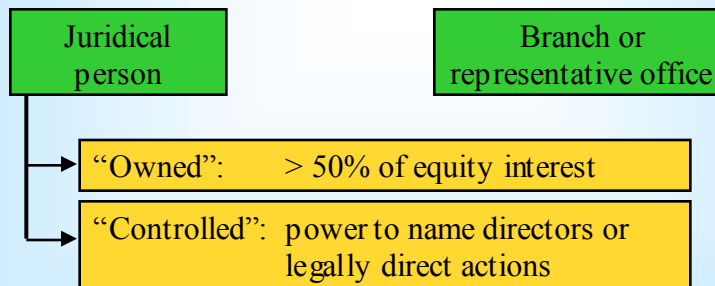 Juridical
person
Branch or
representative office
“Owned”: > 50% of equity interest
“Controlled”: power to name directors or
legally direct actions